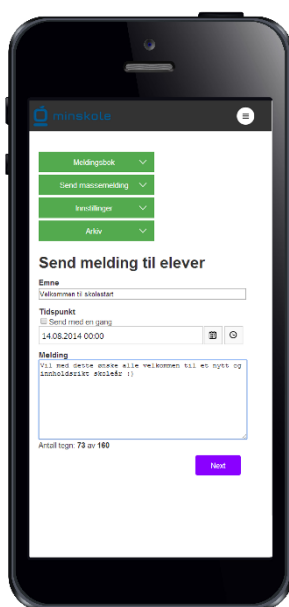 minskole
Meldingsbok
Send massemelding
Innstillinger
Arkiv
Send melding til elever
Emne
Velkommen til skolestart
Tidspunkt
Send med en gang
14.08.2014 00:00
Melding
Vil med dette ønske alle velkommen til et nytt og
innholdsrikt skoleår :)
Antall tegn: 73 av 160
Next